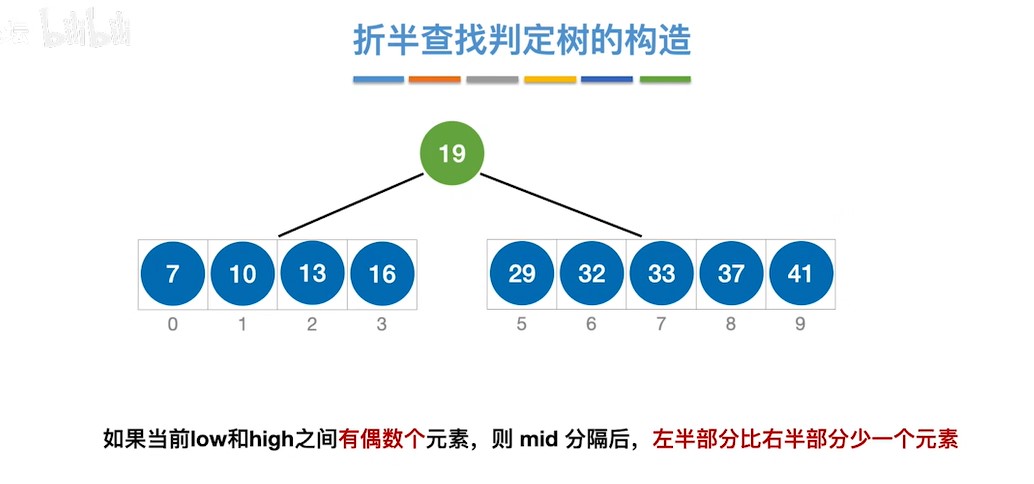 bilibili
折半查找判定树的构造
19
7 10 13 16 29 32 33 37 41
0 1 2 3 5 6 7 8 9
如果当前low和high之间有偶数个元素，则 mid 分隔后，左半部分比右半部分少一个元素